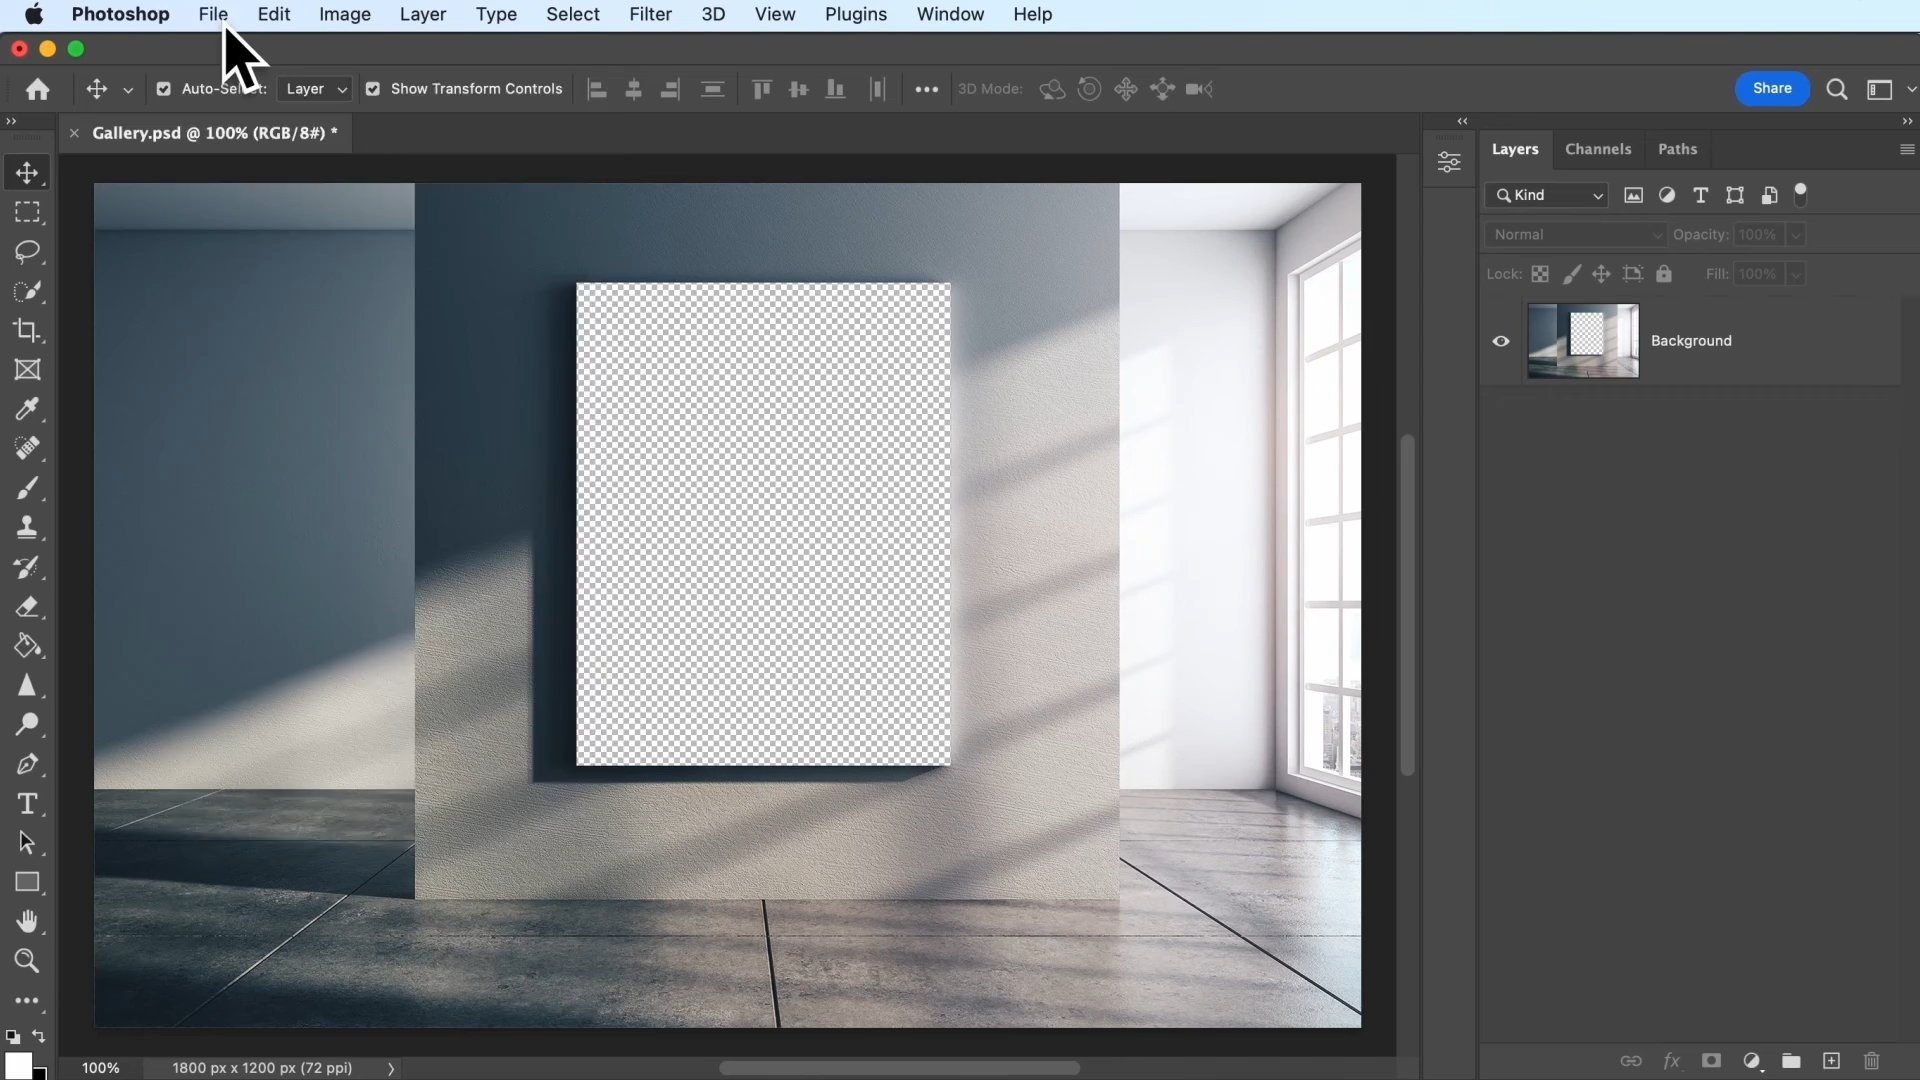 Photoshop File Edit Image Layer Type Select Filter 3D View Plugins Window Help
Auto-Select: Layer Show Transform Controls 3D Mode: Share
Gallery.psd @ 100% (RGB/8#) *
Layers Channels Paths
Kind
Normal Opacity: 100%
Lock: Fill: 100%
Background
100% 1800 px x 1200 px (72 ppi)